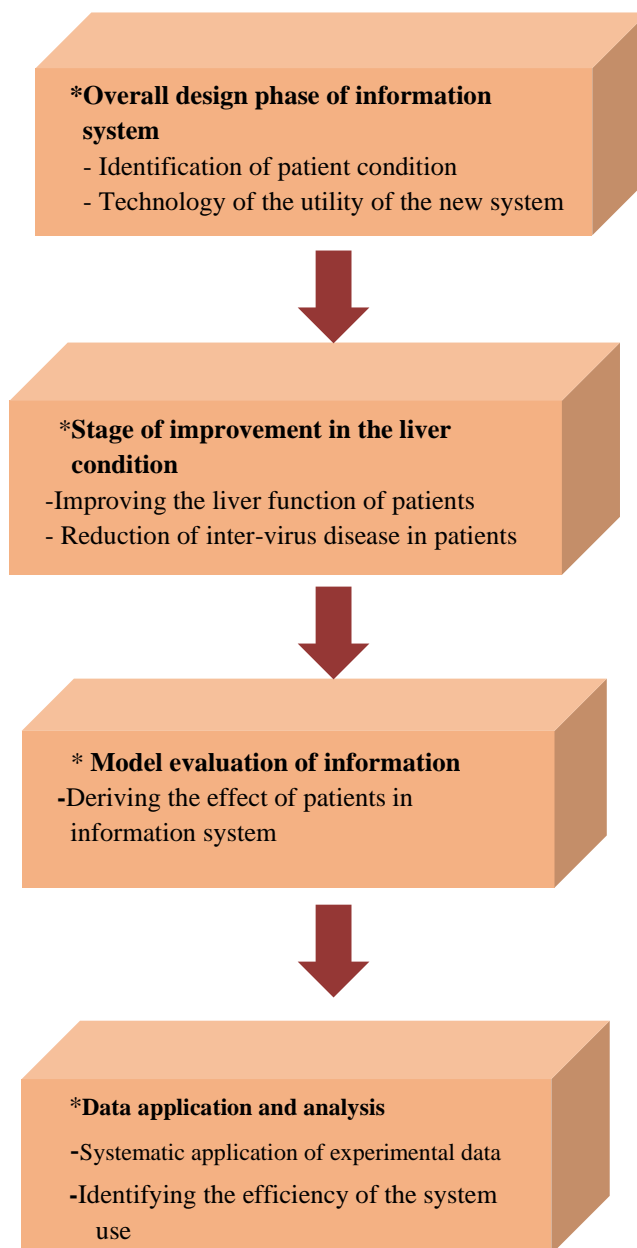 *Overall design phase of information
system
- Identification of patient condition
- Technology of the utility of the new system
*Stage of improvement in the liver
condition
-Improving the liver function of patients
- Reduction of inter-virus disease in patients
* Model evaluation of information
-Deriving the effect of patients in
information system
*Data application and analysis
-Systematic application of experimental data
-Identifying the efficiency of the system
use